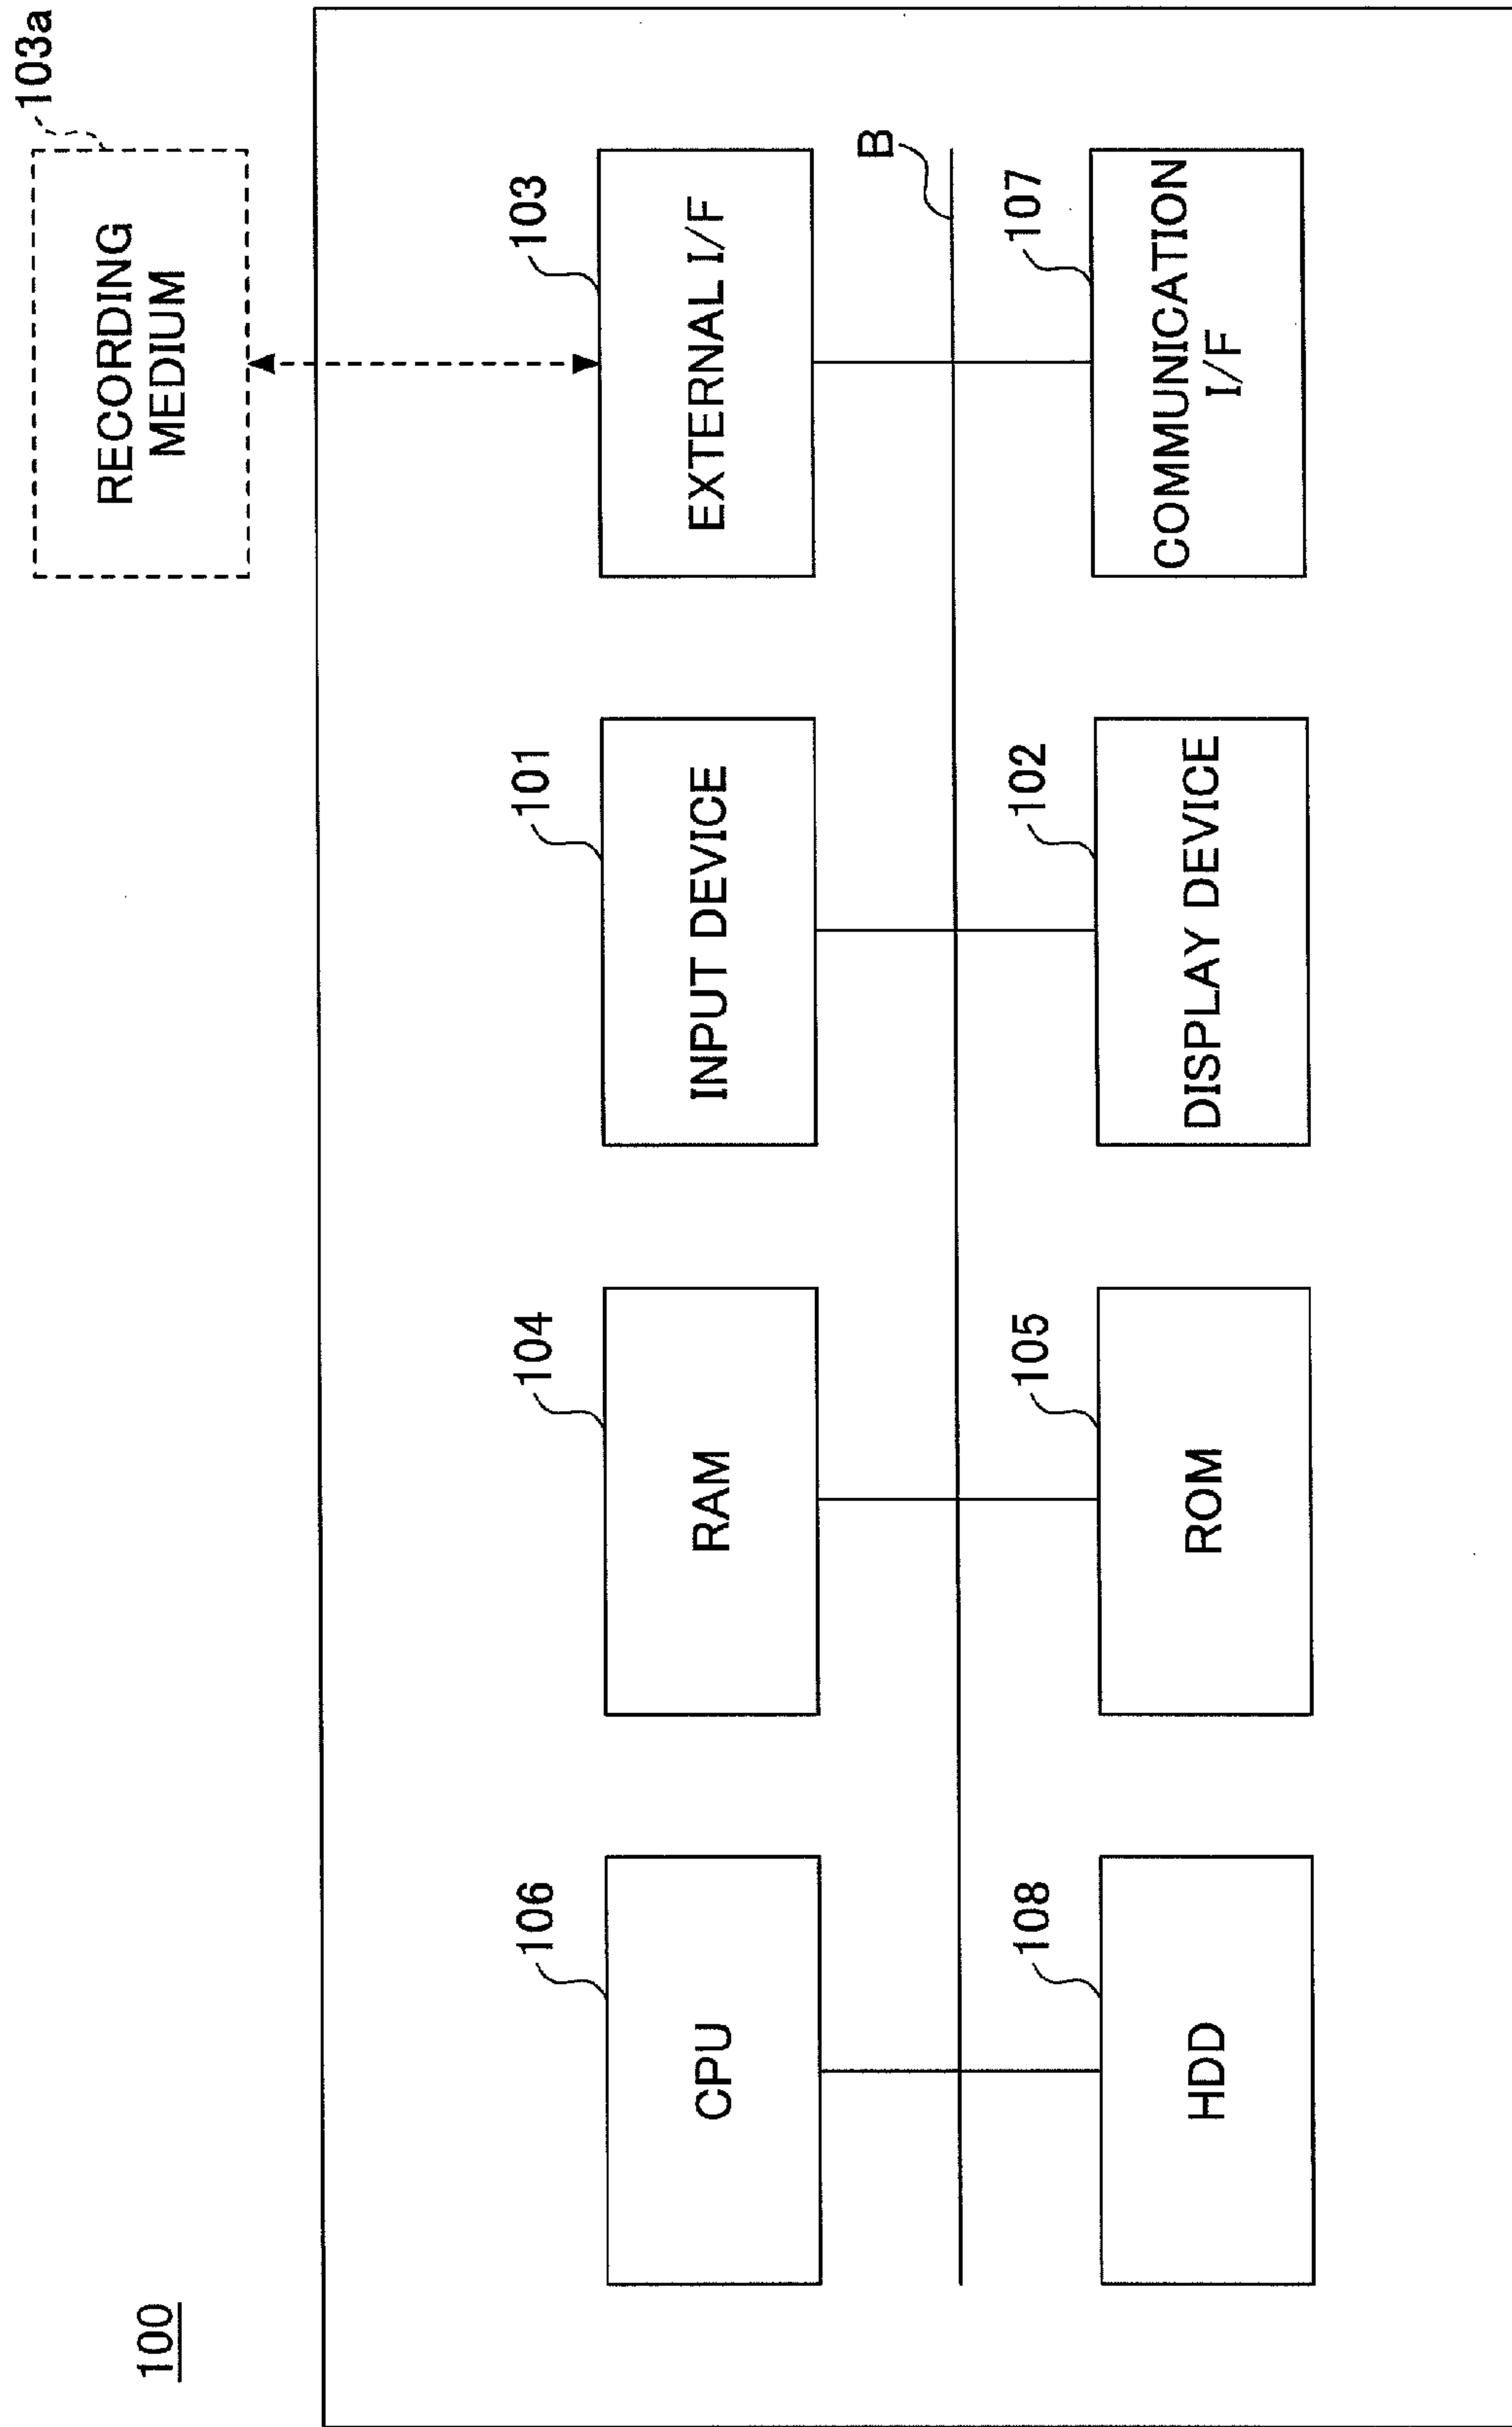 100
103a
RECORDING
MEDIUM
106
CPU
104
RAM
101
INPUT DEVICE
103
EXTERNAL I/F
B
108
HDD
105
ROM
102
DISPLAY DEVICE
107
COMMUNICATION
I/F